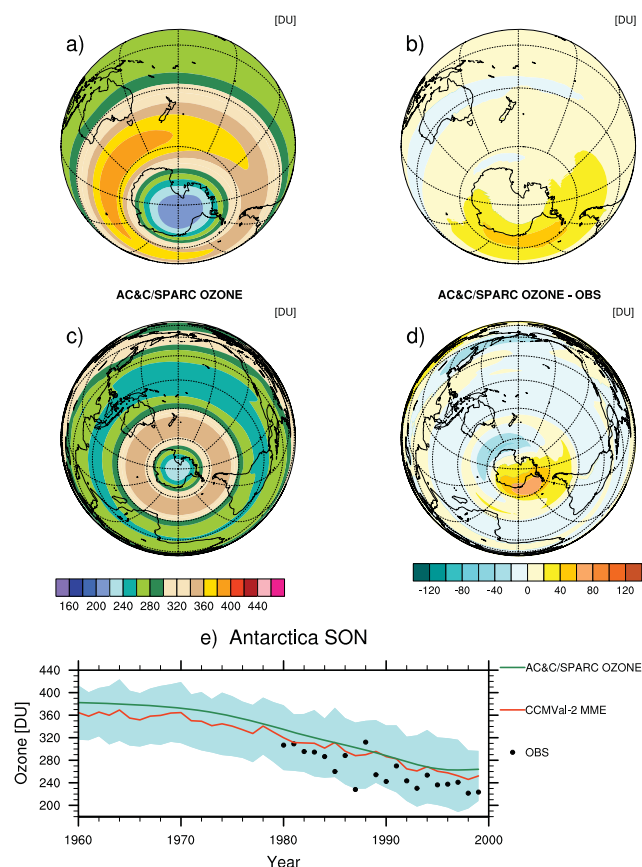 [DU] [DU]
a) b)
AC&C/SPARC OZONE AC&C/SPARC OZONE - OBS
[DU] [DU]
c) d)
160 200 240 280 320 360 400 440
-120 -80 -40 0 40 80 120
e) Antarctica SON
440
400
360
320
280
240
200
Ozone [DU]
1960 1970 1980 1990 2000
Year
AC&C/SPARC OZONE
CCMVal-2 MME
OBS